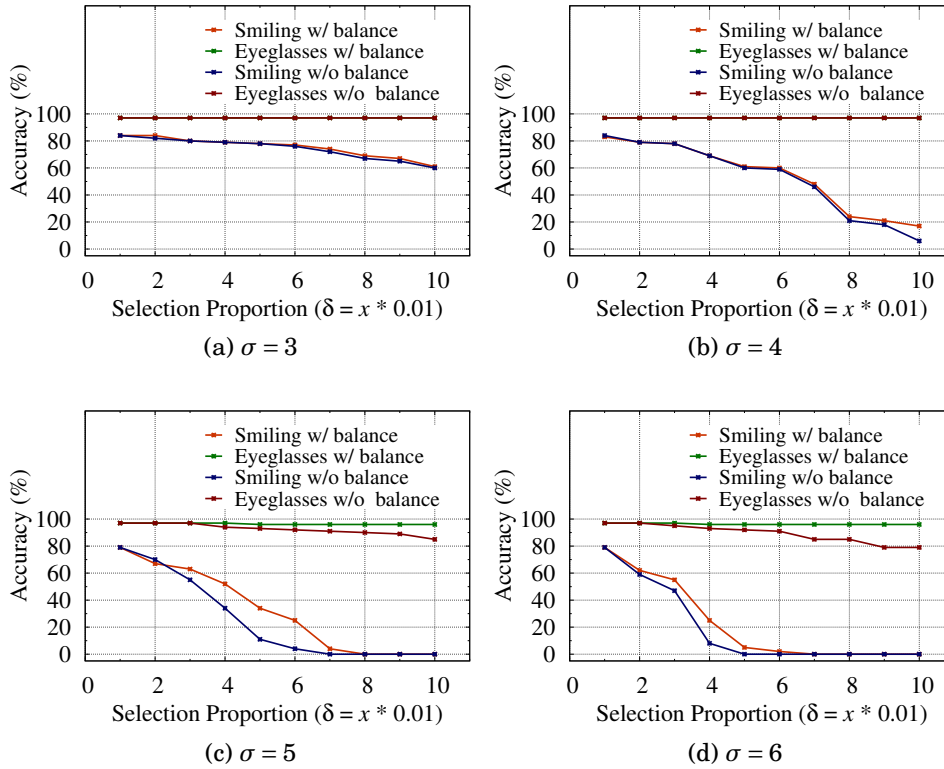 Smiling w/ balance
Eyeglasses w/ balance
Smiling w/o balance
Eyeglasses w/o  balance
Accuracy (%)
100
80
60
40
20
0
0 2 4 6 8 10
Selection Proportion (δ = x * 0.01)
(a) σ = 3
Smiling w/ balance
Eyeglasses w/ balance
Smiling w/o balance
Eyeglasses w/o  balance
Accuracy (%)
100
80
60
40
20
0
0 2 4 6 8 10
Selection Proportion (δ = x * 0.01)
(b) σ = 4
Smiling w/ balance
Eyeglasses w/ balance
Smiling w/o balance
Eyeglasses w/o  balance
Accuracy (%)
100
80
60
40
20
0
0 2 4 6 8 10
Selection Proportion (δ = x * 0.01)
(c) σ = 5
Smiling w/ balance
Eyeglasses w/ balance
Smiling w/o balance
Eyeglasses w/o  balance
Accuracy (%)
100
80
60
40
20
0
0 2 4 6 8 10
Selection Proportion (δ = x * 0.01)
(d) σ = 6